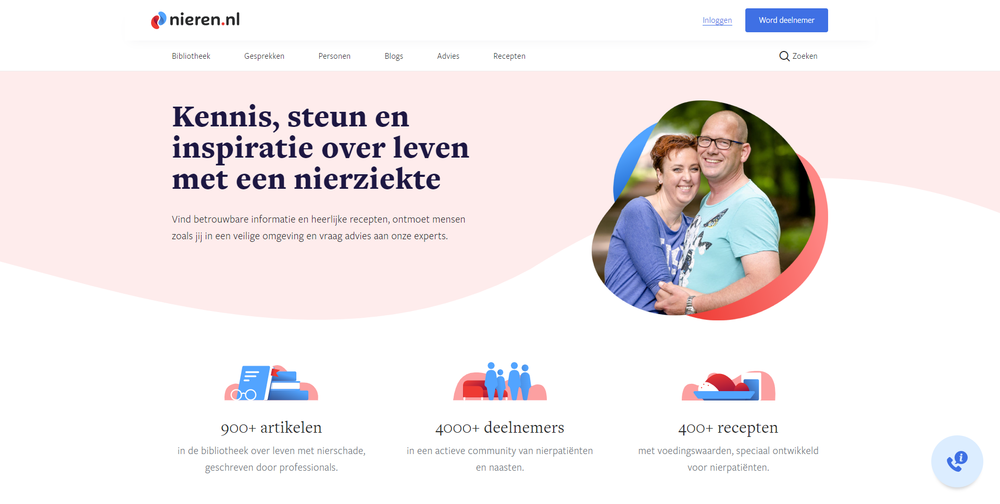 nieren.nl
Inloggen
Word deelnemer
Bibliotheek
Gesprekken
Personen
Blogs
Advies
Recepten
Zoeken
Kennis, steun en
inspiratie over leven
met een nierziekte
Vind betrouwbare informatie en heerlijke recepten, ontmoet mensen
zoals jij in een veilige omgeving en vraag advies aan onze experts.
900+ artikelen
in de bibliotheek over leven met nierschade,
geschreven door professionals.
4000+ deelnemers
in een actieve community van nierpatiënten
en naasten.
400+ recepten
met voedingswaarden, speciaal ontwikkeld
voor nierpatiënten.